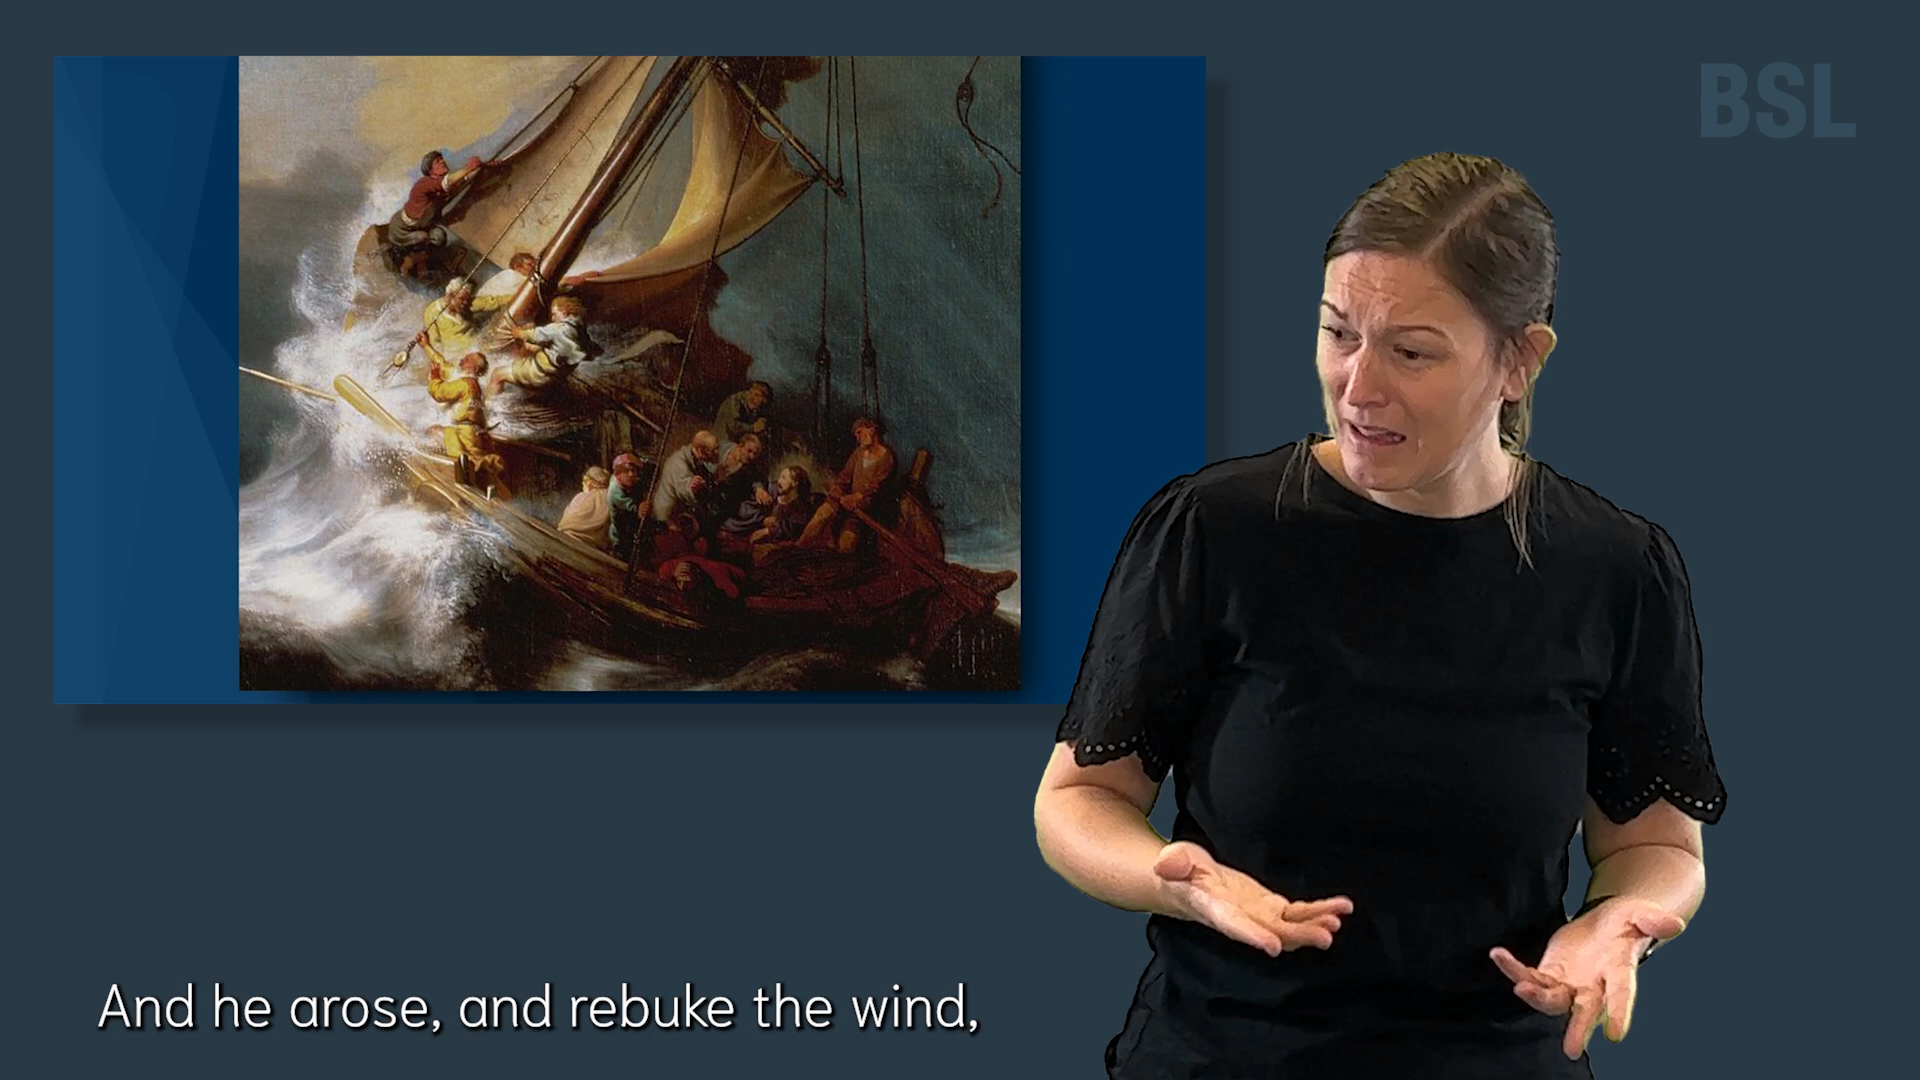 BSL
And he arose, and rebuke the wind,